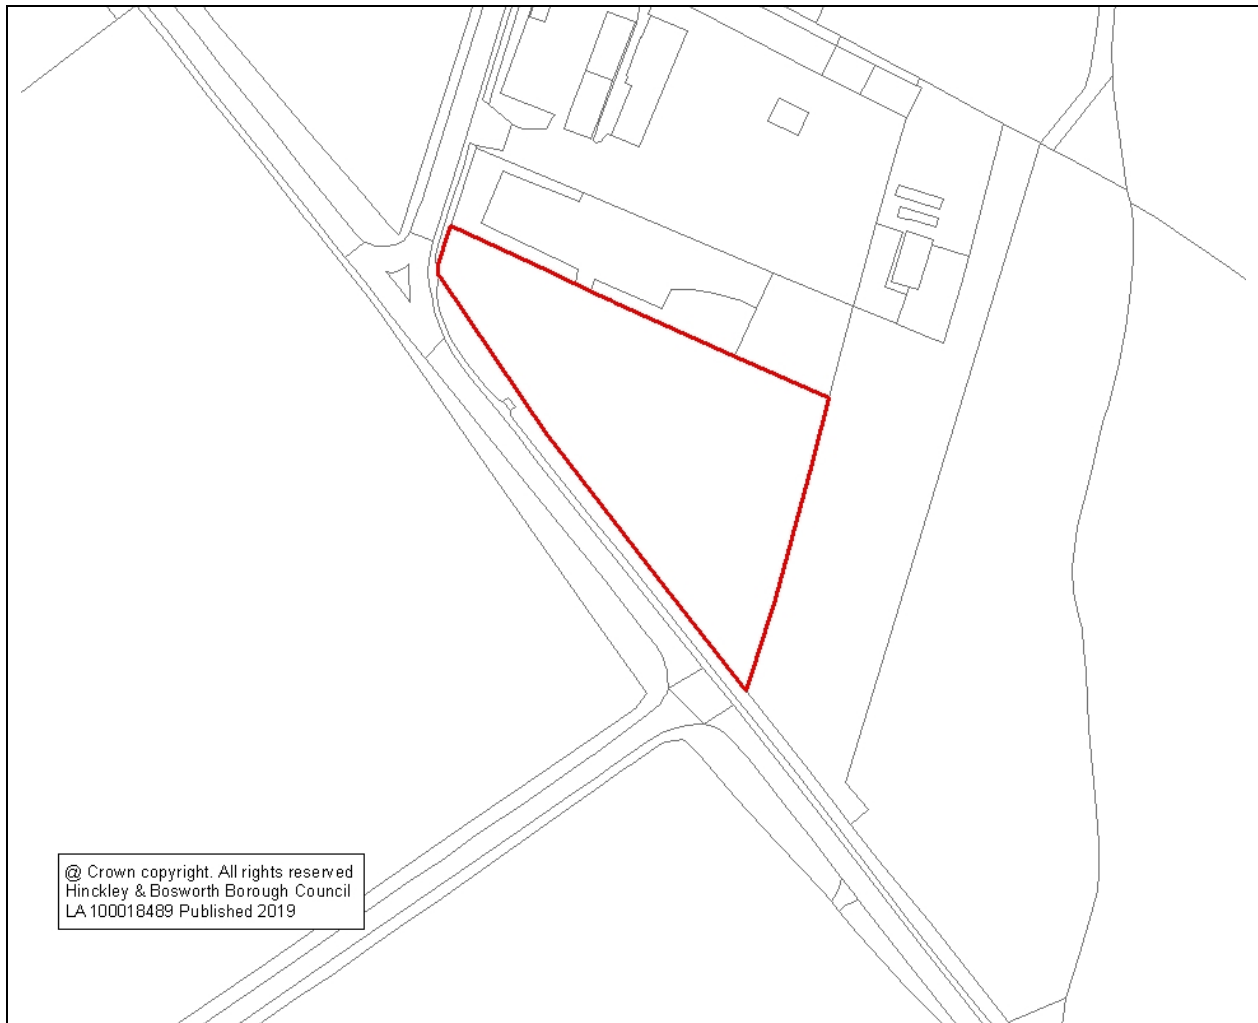 @ Crown copyright. All rights reserved
Hinckley & Bosworth Borough Council
LA 100018489 Published 2019